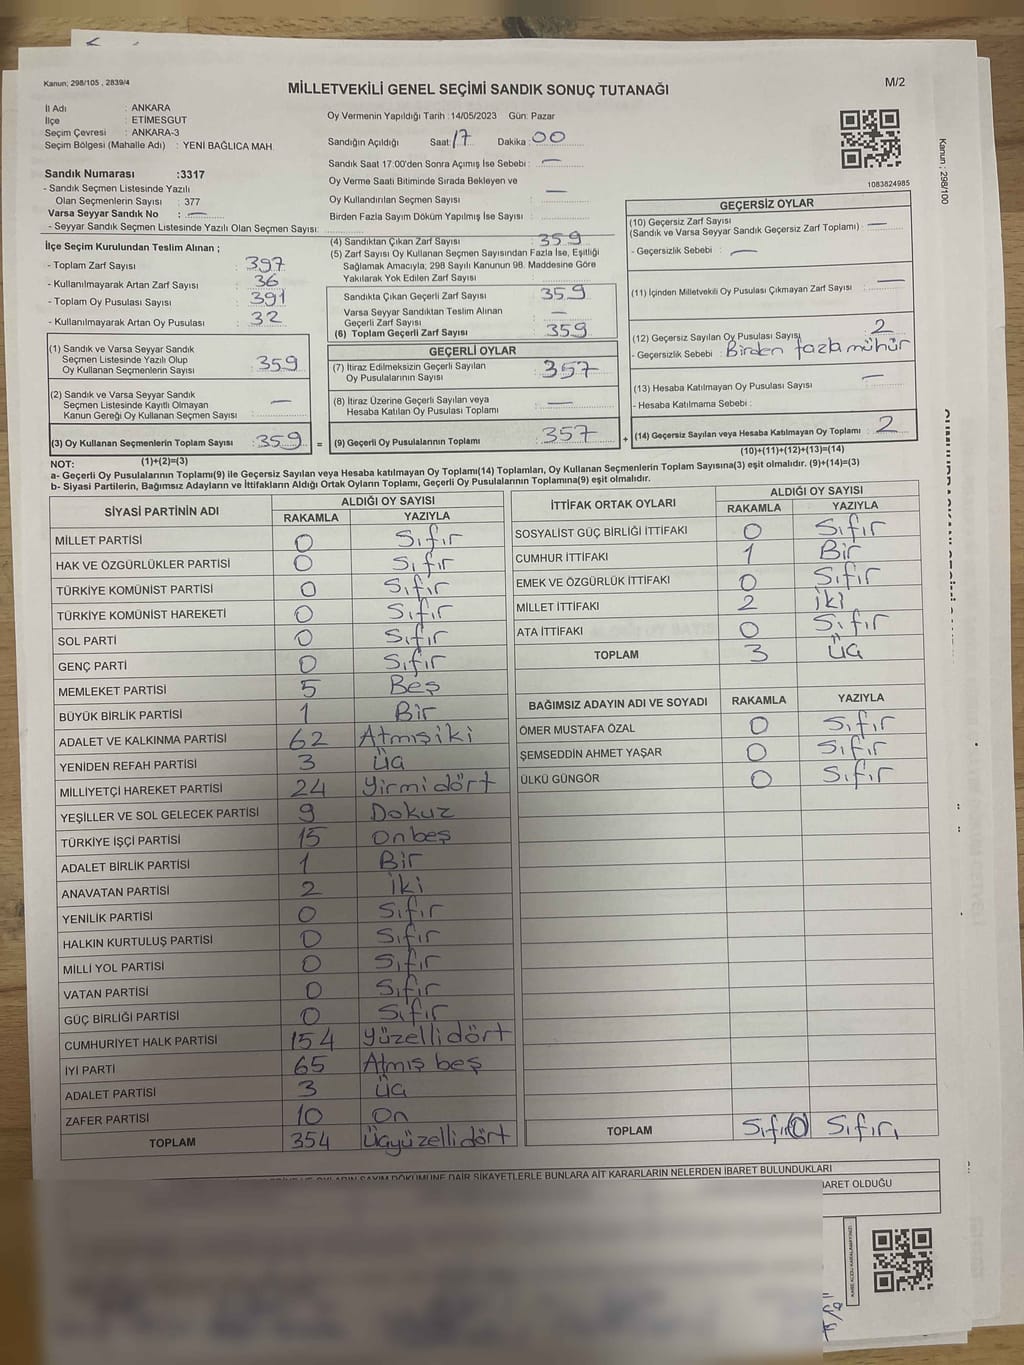 Kanun; 298/105 , 2839/4
MİLLETVEKİLİ GENEL SEÇİMİ SANDIK SONUÇ TUTANAĞI
M/2
İl Adı : ANKARA
İlçe : ETİMESGUT
Seçim Çevresi : ANKARA-3
Seçim Bölgesi (Mahalle Adı) : YENİ BAĞLICA MAH.
Sandık Numarası :3317
- Sandık Seçmen Listesinde Yazılı
Olan Seçmenlerin Sayısı : 377
Varsa Seyyar Sandık No : —
- Seyyar Sandık Seçmen Listesinde Yazılı Olan Seçmen Sayısı:
Oy Vermenin Yapıldığı Tarih :14/05/2023 Gün: Pazar
Sandığın Açıldığı Saat: 17 Dakika: 00
Sandık Saat 17:00'den Sonra Açımış İse Sebebi : —
Oy Verme Saati Bitiminde Sırada Bekleyen ve
Oy Kullandırılan Seçmen Sayısı : —
Birden Fazla Sayım Döküm Yapılmış İse Sayısı :
1083824985
Kanun ; 298/100
İlçe Seçim Kurulundan Teslim Alınan ;
- Toplam Zarf Sayısı : 397
- Kullanılmayarak Artan Zarf Sayısı : 36
- Toplam Oy Pusulası Sayısı : 391
- Kullanılmayarak Artan Oy Pusulası : 32
(4) Sandıktan Çıkan Zarf Sayısı : 359
(5) Zarf Sayısı Oy Kullanan Seçmen Sayısından Fazla İse, Eşitliği
Sağlamak Amacıyla; 298 Sayılı Kanunun 98. Maddesine Göre
Yakılarak Yok Edilen Zarf Sayısı :
Sandıkta Çıkan Geçerli Zarf Sayısı : 359
Varsa Seyyar Sandıktan Teslim Alınan
Geçerli Zarf Sayısı : —
(6) Toplam Geçerli Zarf Sayısı : 359
GEÇERSİZ OYLAR
(10) Geçersiz Zarf Sayısı
(Sandık ve Varsa Seyyar Sandık Geçersiz Zarf Toplamı) : —
- Geçersizlik Sebebi : —
(11) İçinden Milletvekili Oy Pusulası Çıkmayan Zarf Sayısı : —
(12) Geçersiz Sayılan Oy Pusulası Sayısı : 2
- Geçersizlik Sebebi : Birden fazla mühür
(13) Hesaba Katılmayan Oy Pusulası Sayısı : —
- Hesaba Katılmama Sebebi :
(14) Geçersiz Sayılan veya Hesaba Katılmayan Oy Toplamı : 2
(10)+(11)+(12)+(13)=(14)
(1) Sandık ve Varsa Seyyar Sandık
Seçmen Listesinde Yazılı Olup
Oy Kullanan Seçmenlerin Sayısı : 359
(2) Sandık ve Varsa Seyyar Sandık
Seçmen Listesinde Kayıtlı Olmayan
Kanun Gereği Oy Kullanan Seçmen Sayısı : —
(3) Oy Kullanan Seçmenlerin Toplam Sayısı : 359 =
(1)+(2)=(3)
GEÇERLİ OYLAR
(7) İtiraz Edilmeksizin Geçerli Sayılan
Oy Pusulalarının Sayısı : 357
(8) İtiraz Üzerine Geçerli Sayılan veya
Hesaba Katılan Oy Pusulası Toplamı : —
(9) Geçerli Oy Pusulalarının Toplamı : 357 +
NOT:
a- Geçerli Oy Pusulalarının Toplamı(9) ile Geçersiz Sayılan veya Hesaba katılmayan Oy Toplamı(14) Toplamları, Oy Kullanan Seçmenlerin Toplam Sayısına(3) eşit olmalıdır. (9)+(14)=(3)
b- Siyasi Partilerin, Bağımsız Adayların ve İttifakların Aldığı Ortak Oyların Toplamı, Geçerli Oy Pusulalarının Toplamına(9) eşit olmalıdır.
SİYASİ PARTİNİN ADI ALDIĞI OY SAYISI
RAKAMLA YAZIYLA
MİLLET PARTİSİ 0 Sıfır
HAK VE ÖZGÜRLÜKLER PARTİSİ 0 Sıfır
TÜRKİYE KOMÜNİST PARTİSİ 0 Sıfır
TÜRKİYE KOMÜNİST HAREKETİ 0 Sıfır
SOL PARTİ 0 Sıfır
GENÇ PARTİ 0 Sıfır
MEMLEKET PARTİSİ 5 Beş
BÜYÜK BİRLİK PARTİSİ 1 Bir
ADALET VE KALKINMA PARTİSİ 62 Atmışiki
YENİDEN REFAH PARTİSİ 3 Üç
MİLLİYETÇİ HAREKET PARTİSİ 24 Yirmidört
YEŞİLLER VE SOL GELECEK PARTİSİ 9 Dokuz
TÜRKİYE İŞÇİ PARTİSİ 15 Onbeş
ADALET BİRLİK PARTİSİ 1 Bir
ANAVATAN PARTİSİ 2 İki
YENİLİK PARTİSİ 0 Sıfır
HALKIN KURTULUŞ PARTİSİ 0 Sıfır
MİLLİ YOL PARTİSİ 0 Sıfır
VATAN PARTİSİ 0 Sıfır
GÜÇ BİRLİĞİ PARTİSİ 0 Sıfır
CUMHURİYET HALK PARTİSİ 154 Yüzellidört
İYİ PARTİ 65 Atmış beş
ADALET PARTİSİ 3 Üç
ZAFER PARTİSİ 10 On
TOPLAM 354 Üçyüzellidört
İTTİFAK ORTAK OYLARI ALDIĞI OY SAYISI
RAKAMLA YAZIYLA
SOSYALİST GÜÇ BİRLİĞİ İTTİFAKI 0 Sıfır
CUMHUR İTTİFAKI 1 Bir
EMEK VE ÖZGÜRLÜK İTTİFAKI 0 Sıfır
MİLLET İTTİFAKI 2 İki
ATA İTTİFAKI 0 Sıfır
TOPLAM 3 Üç
BAĞIMSIZ ADAYIN ADI VE SOYADI RAKAMLA YAZIYLA
ÖMER MUSTAFA ÖZAL 0 Sıfır
ŞEMSEDDİN AHMET YAŞAR 0 Sıfır
ÜLKÜ GÜNGÖR 0 Sıfır
TOPLAM Sıfır 0 Sıfır
DÖKÜMÜNE DAİR ŞİKAYETLERLE BUNLARA AİT KARARLARIN NELERDEN İBARET BULUNDUKLARI
İBARET OLDUĞU